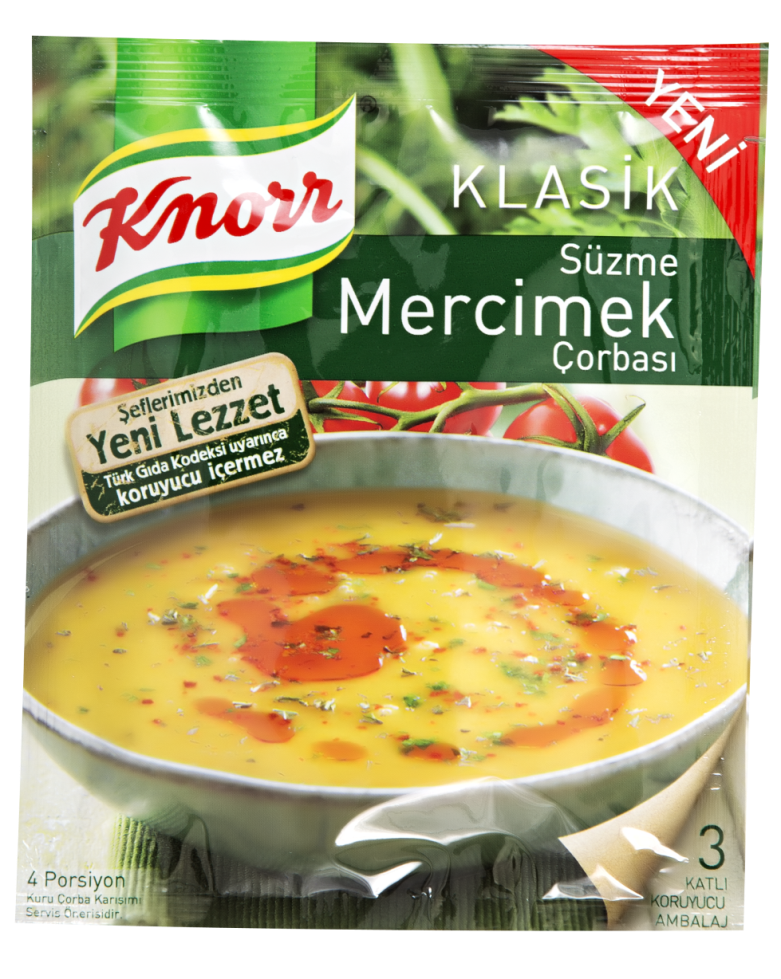 YENİ
Knorr
KLASİK
Süzme
Mercimek
Çorbası
Şeflerimizden
Yeni Lezzet
Türk Gıda Kodeksi uyarınca
koruyucu içermez
4 Porsiyon
Kuru Çorba Karışımı
Servis Önerisidir
3
KATLI
KORUYUCU
AMBALAJ